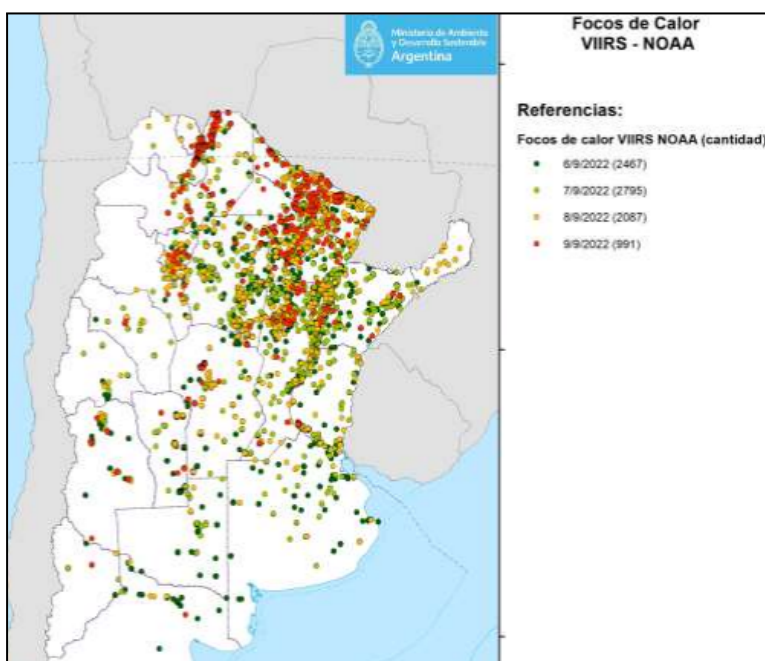 Ministerio de Ambiente
y Desarrollo Sostenible
Argentina
Focos de Calor
VIIRS - NOAA
Referencias:
Focos de calor VIIRS NOAA (cantidad)
6/9/2022 (2467)
7/9/2022 (2795)
8/9/2022 (2087)
9/9/2022 (991)